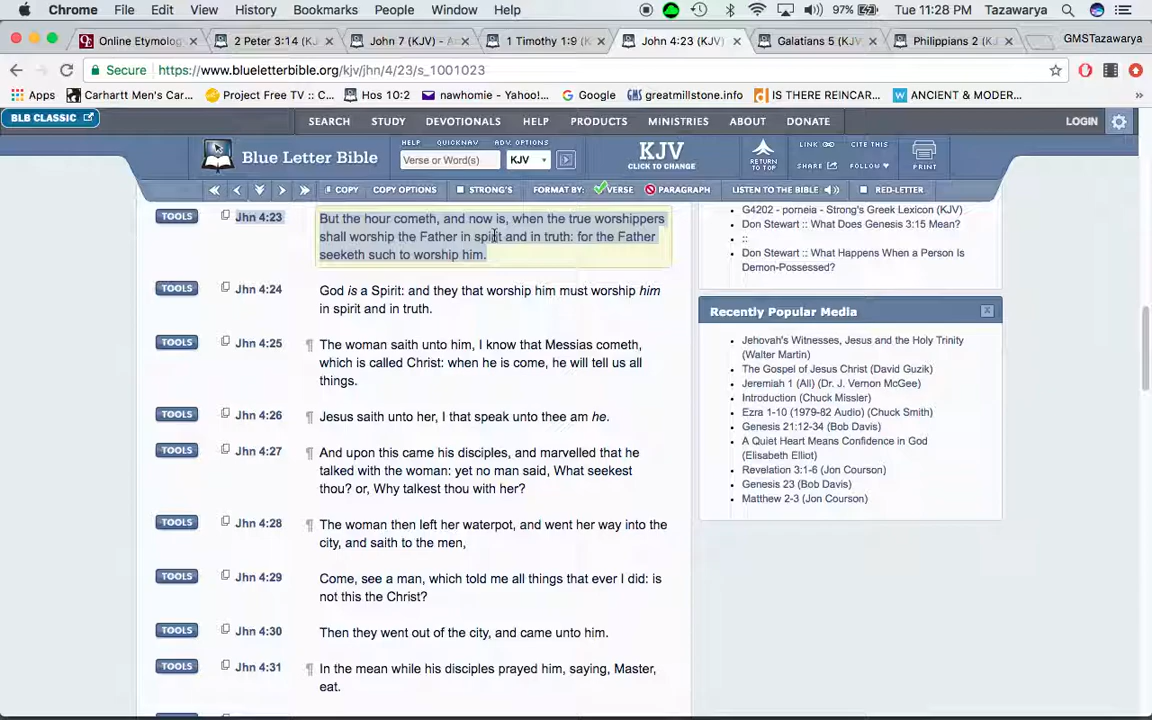 Chrome File Edit View History Bookmarks People Window Help 97% Tue 11:28 PM Tazawarya
Online Etymolog 2 Peter 3:14 (KJV) - John 7 (KJV) - A 1 Timothy 1:9 (KJV John 4:23 (KJV) Galatians 5 (KJV Philippians 2 (KJV GMSTazawarya
Secure https://www.blueletterbible.org/kjv/jhn/4/23/s_1001023
Apps Carhartt Men's Car... Project Free TV :: C... Hos 10:2 nawhomie - Yahoo!... Google GMS greatmillstone.info IS THERE REINCAR... ANCIENT & MODER... »
BLB CLASSIC SEARCH STUDY DEVOTIONALS HELP PRODUCTS MINISTRIES ABOUT DONATE LOGIN
HELP QUICKNAV ADV. OPTIONS
Blue Letter Bible Verse or Word(s) KJV
KJV
CLICK TO CHANGE
RETURN TO TOP
LINK CITE THIS
SHARE FOLLOW
PRINT
COPY COPY OPTIONS STRONG'S FORMAT BY: VERSE PARAGRAPH LISTEN TO THE BIBLE RED-LETTER
TOOLS Jhn 4:23 But the hour cometh, and now is, when the true worshippers
shall worship the Father in spirit and in truth: for the Father
seeketh such to worship him.
TOOLS Jhn 4:24 God is a Spirit: and they that worship him must worship him
in spirit and in truth.
TOOLS Jhn 4:25 ¶ The woman saith unto him, I know that Messias cometh,
which is called Christ: when he is come, he will tell us all
things.
TOOLS Jhn 4:26 ¶ Jesus saith unto her, I that speak unto thee am he.
TOOLS Jhn 4:27 ¶ And upon this came his disciples, and marvelled that he
talked with the woman: yet no man said, What seekest
thou? or, Why talkest thou with her?
TOOLS Jhn 4:28 ¶ The woman then left her waterpot, and went her way into the
city, and saith to the men,
TOOLS Jhn 4:29 Come, see a man, which told me all things that ever I did: is
not this the Christ?
TOOLS Jhn 4:30 Then they went out of the city, and came unto him.
TOOLS Jhn 4:31 ¶ In the mean while his disciples prayed him, saying, Master,
eat.
G4202 - porneia - Strong's Greek Lexicon (KJV)
Don Stewart :: What Does Genesis 3:15 Mean?
::
Don Stewart :: What Happens When a Person Is
Demon-Possessed?
Recently Popular Media
Jehovah's Witnesses, Jesus and the Holy Trinity
(Walter Martin)
The Gospel of Jesus Christ (David Guzik)
Jeremiah 1 (All) (Dr. J. Vernon McGee)
Introduction (Chuck Missler)
Ezra 1-10 (1979-82 Audio) (Chuck Smith)
Genesis 21:12-34 (Bob Davis)
A Quiet Heart Means Confidence in God
(Elisabeth Elliot)
Revelation 3:1-6 (Jon Courson)
Genesis 23 (Bob Davis)
Matthew 2-3 (Jon Courson)